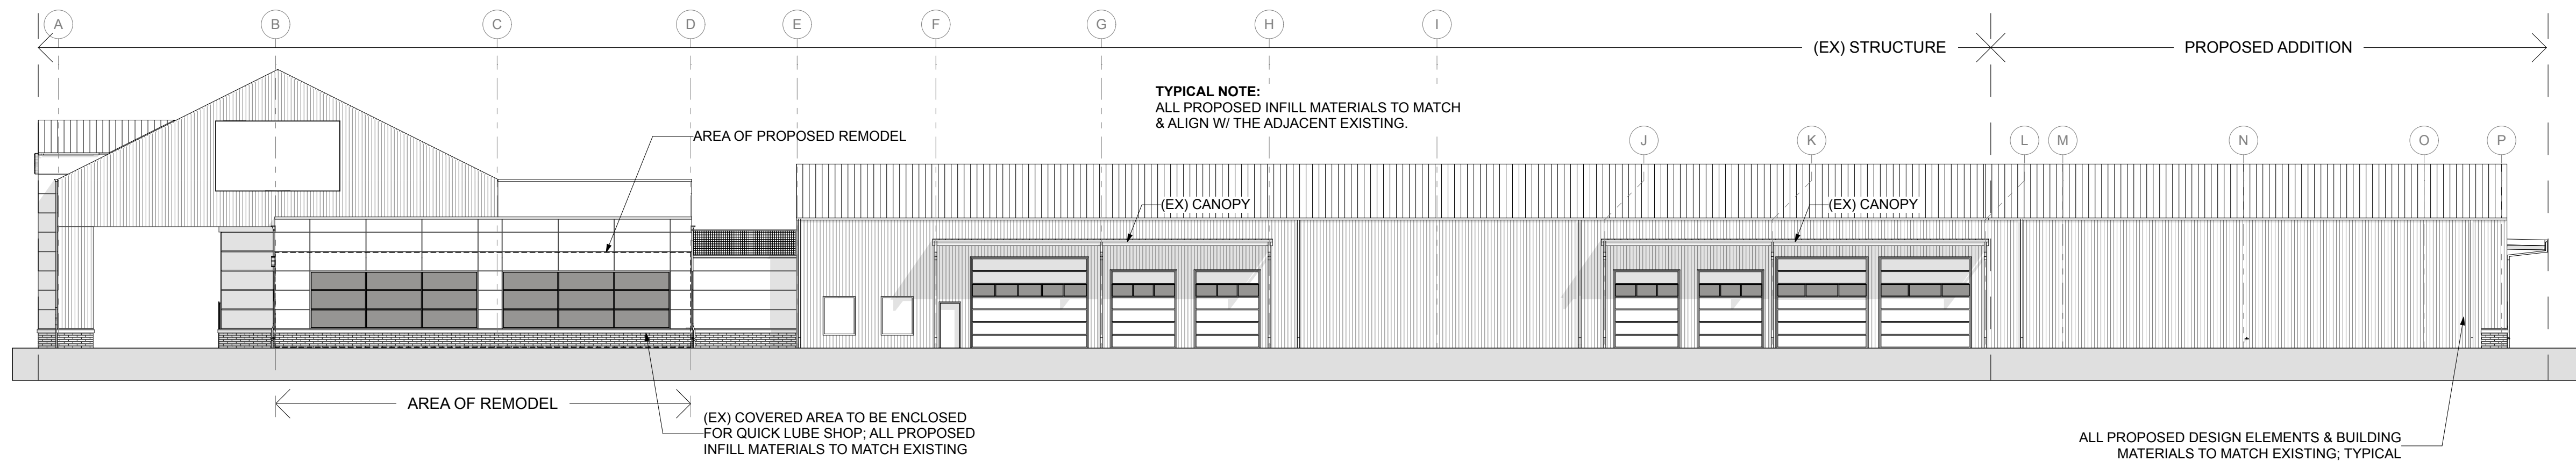 A B C D E F G H I
(EX) STRUCTURE
PROPOSED ADDITION
TYPICAL NOTE:
ALL PROPOSED INFILL MATERIALS TO MATCH
& ALIGN W/ THE ADJACENT EXISTING.
AREA OF PROPOSED REMODEL
J K L M N O P
(EX) CANOPY
(EX) CANOPY
AREA OF REMODEL
(EX) COVERED AREA TO BE ENCLOSED
FOR QUICK LUBE SHOP; ALL PROPOSED
INFILL MATERIALS TO MATCH EXISTING
ALL PROPOSED DESIGN ELEMENTS & BUILDING
MATERIALS TO MATCH EXISTING; TYPICAL